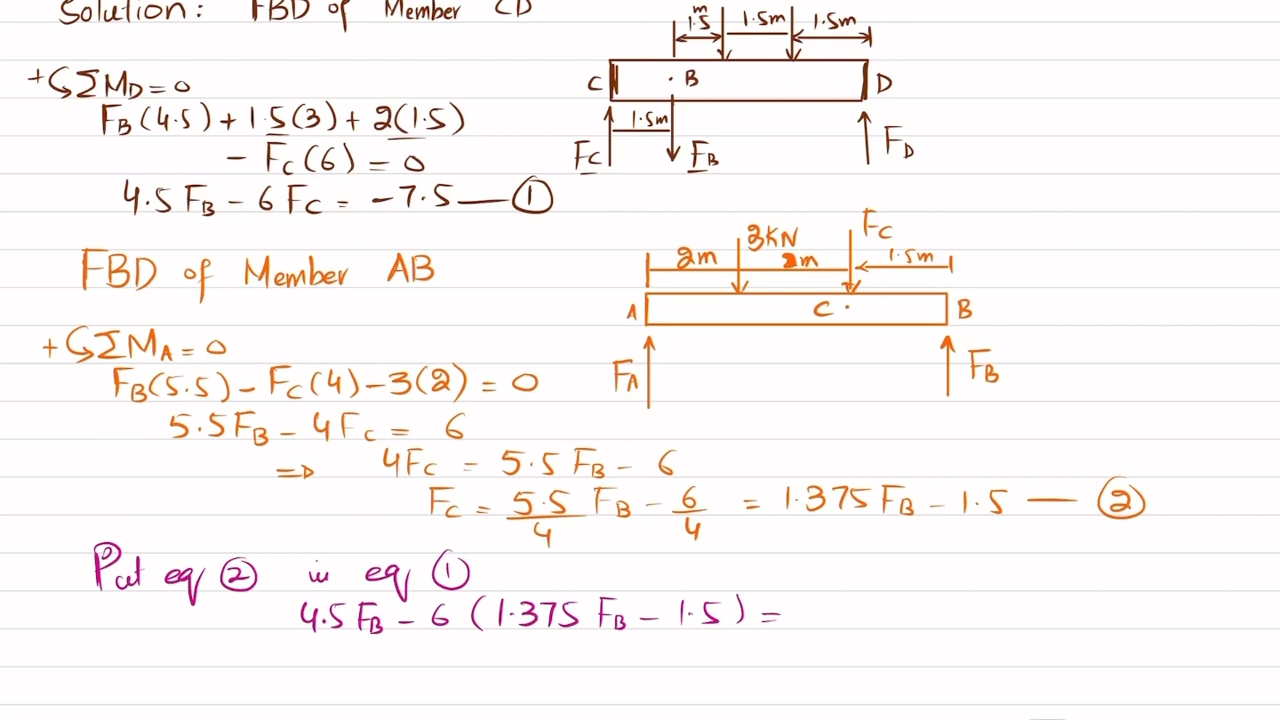 Solution: FBD of Member CD
m
1.5 1.5m 1.5m
+ ΣM_D = 0
C B D
F_B(4.5) + 1.5(3) + 2(1.5)
1.5m
- F_C(6) = 0
F_C F_B F_D
4.5F_B - 6F_C = -7.5 — ①
FBD of Member AB
3KN F_C
2m 2m 1.5m
A C B
+ ΣM_A = 0
F_B(5.5) - F_C(4) - 3(2) = 0
F_A F_B
5.5F_B - 4F_C = 6
⇒ 4F_C = 5.5F_B - 6
F_C = 5.5/4 F_B - 6/4 = 1.375F_B - 1.5 — ②
Put eq ② in eq ①
4.5F_B - 6(1.375F_B - 1.5) =